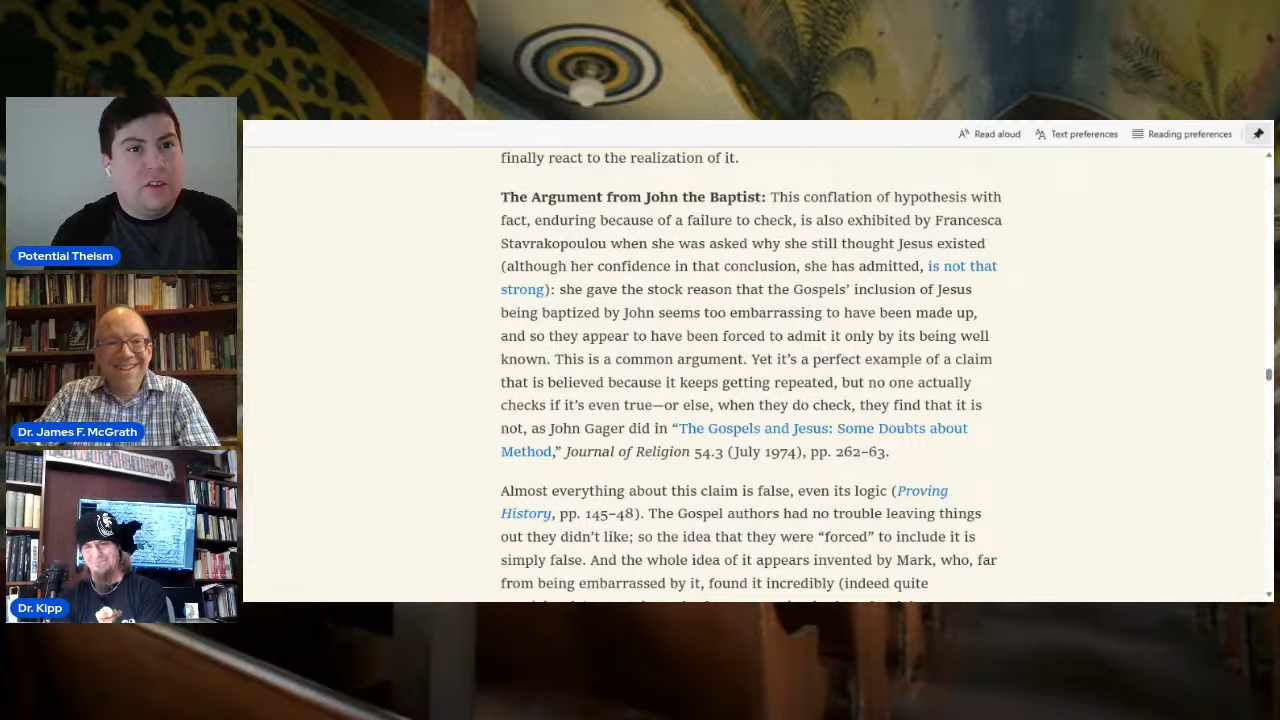 Read aloud
Text preferences
Reading preferences
finally react to the realization of it.
The Argument from John the Baptist: This conflation of hypothesis with
fact, enduring because of a failure to check, is also exhibited by Francesca
Stavrakopoulou when she was asked why she still thought Jesus existed
(although her confidence in that conclusion, she has admitted, is not that
strong): she gave the stock reason that the Gospels’ inclusion of Jesus
being baptized by John seems too embarrassing to have been made up,
and so they appear to have been forced to admit it only by its being well
known. This is a common argument. Yet it’s a perfect example of a claim
that is believed because it keeps getting repeated, but no one actually
checks if it’s even true—or else, when they do check, they find that it is
not, as John Gager did in “The Gospels and Jesus: Some Doubts about
Method,” Journal of Religion 54.3 (July 1974), pp. 262–63.
Almost everything about this claim is false, even its logic (Proving
History, pp. 145–48). The Gospel authors had no trouble leaving things
out they didn’t like; so the idea that they were “forced” to include it is
simply false. And the whole idea of it appears invented by Mark, who, far
from being embarrassed by it, found it incredibly (indeed quite
Potential Theism
Dr. James F. McGrath
Dr. Kipp